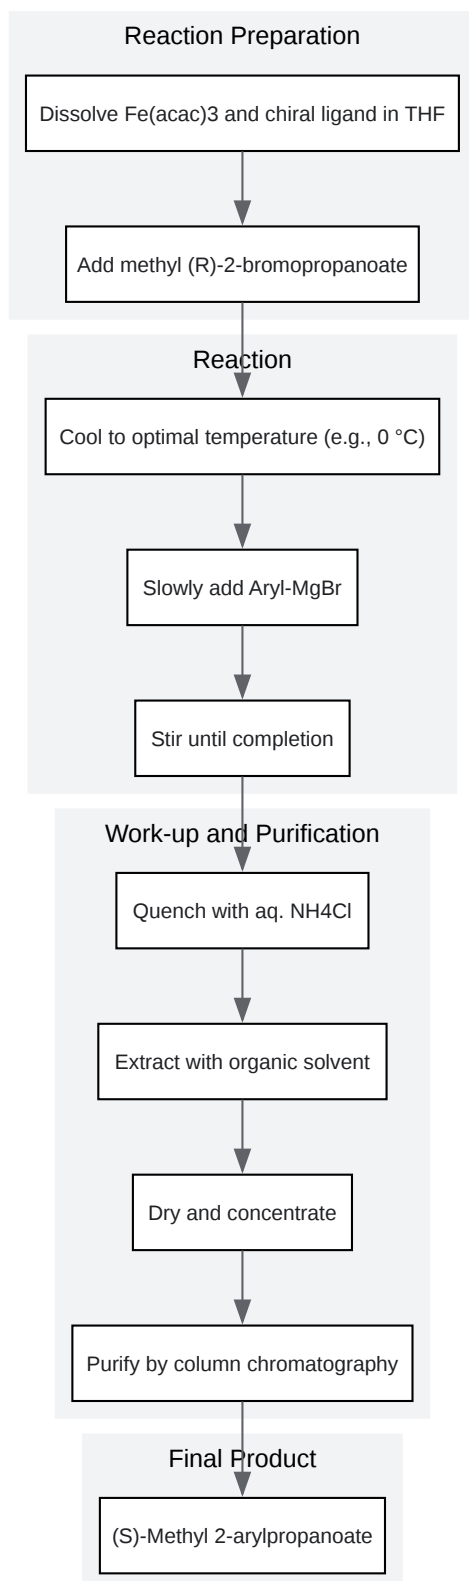 Reaction Preparation
Dissolve Fe(acac)3 and chiral ligand in THF
Add methyl (R)-2-bromopropanoate
Reaction
Cool to optimal temperature (e.g., 0 °C)
Slowly add Aryl-MgBr
Stir until completion
Work-up and Purification
Quench with aq. NH4Cl
Extract with organic solvent
Dry and concentrate
Purify by column chromatography
Final Product
(S)-Methyl 2-arylpropanoate